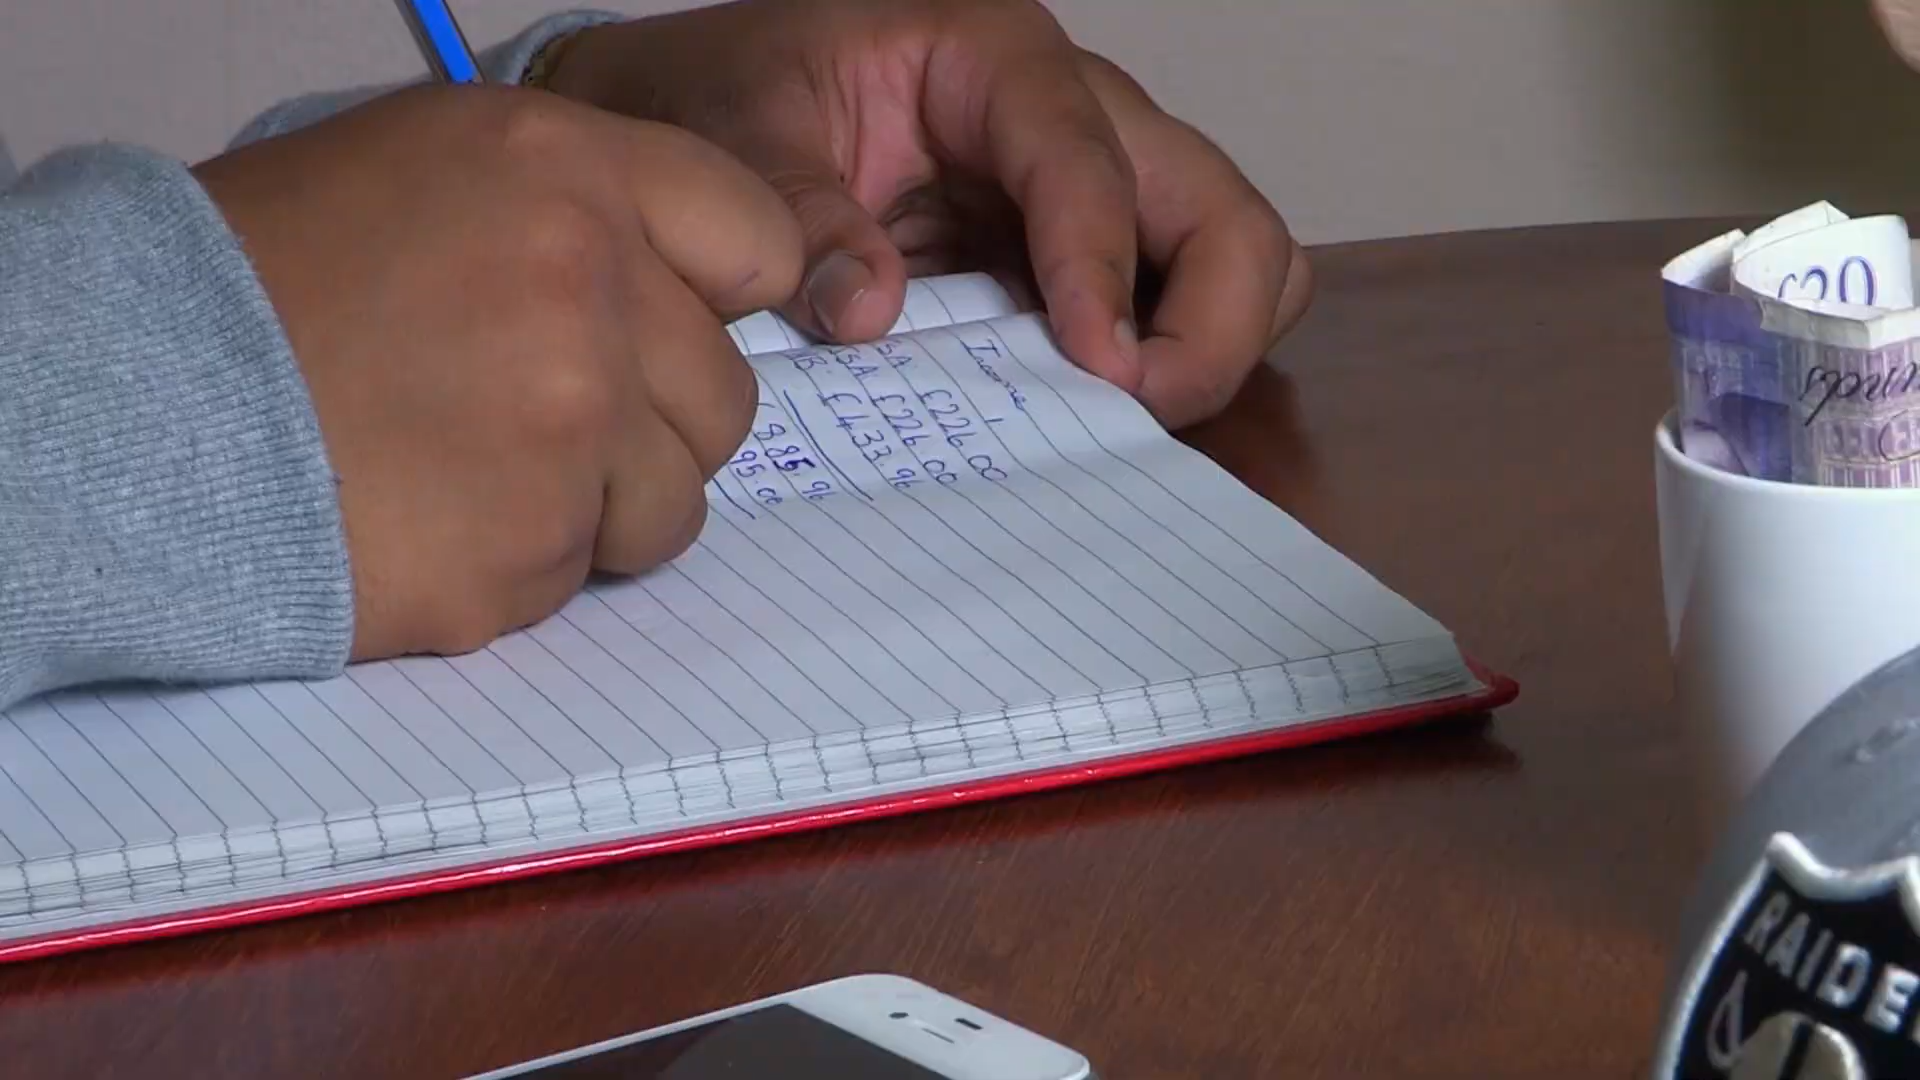 Income
SA. £226.00
SA. £226.00
B. £433.96
885.96
95.00
£20
RAIDE